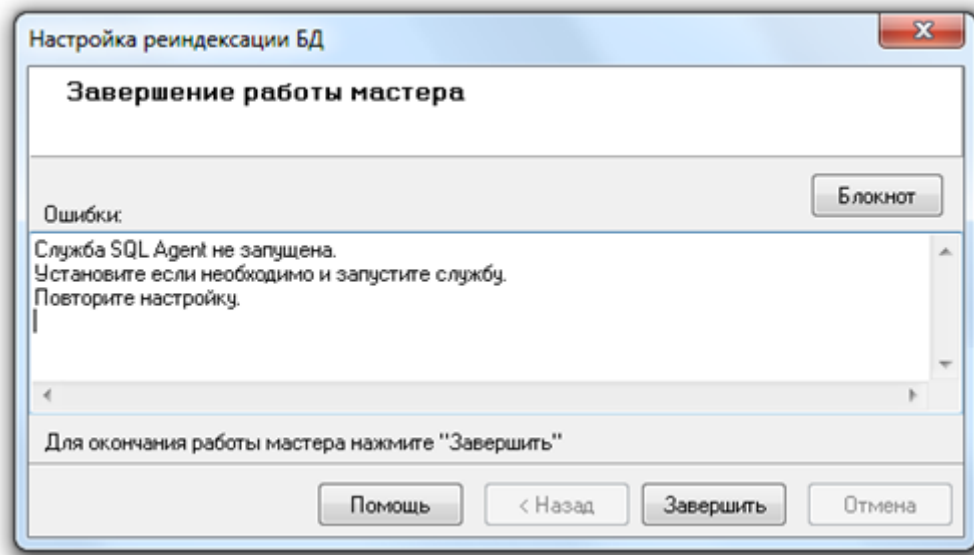 Настройка реиндексации БД
Завершение работы мастера
Блокнот
Ошибки:
Служба SQL Agent не запущена.
Установите если необходимо и запустите службу.
Повторите настройку.
Для окончания работы мастера нажмите "Завершить"
Помощь
< Назад
Завершить
Отмена